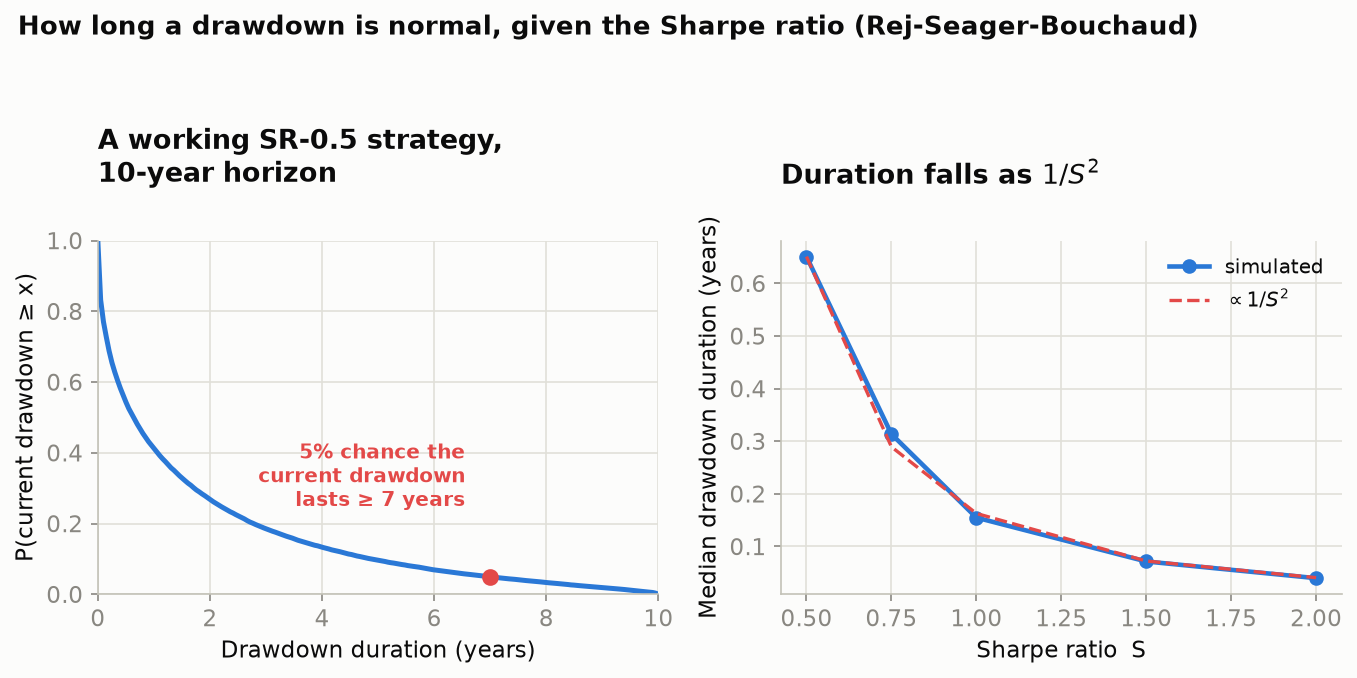 How long a drawdown is normal, given the Sharpe ratio (Rej-Seager-Bouchaud)
A working SR-0.5 strategy,
10-year horizon
P(current drawdown ≥ x)
1.0
0.8
0.6
0.4
0.2
0.0
5% chance the
current drawdown
lasts ≥ 7 years
0 2 4 6 8 10
Drawdown duration (years)
Duration falls as 1/S²
Median drawdown duration (years)
0.6
0.5
0.4
0.3
0.2
0.1
simulated
∝ 1/S²
0.50 0.75 1.00 1.25 1.50 1.75 2.00
Sharpe ratio S